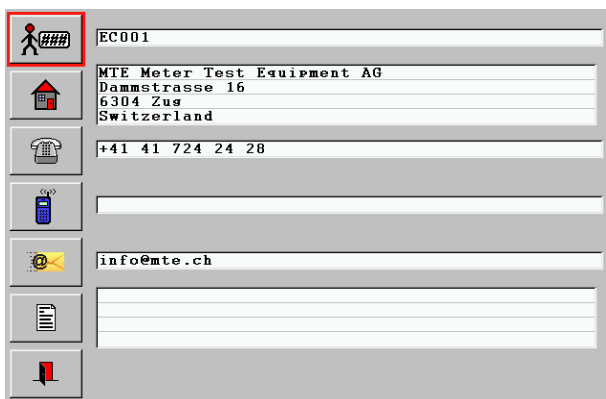 ###
EC001
MTE Meter Test Equipment AG
Dammstrasse 16
6304 Zug
Switzerland
+41 41 724 24 28
@
info@mte.ch